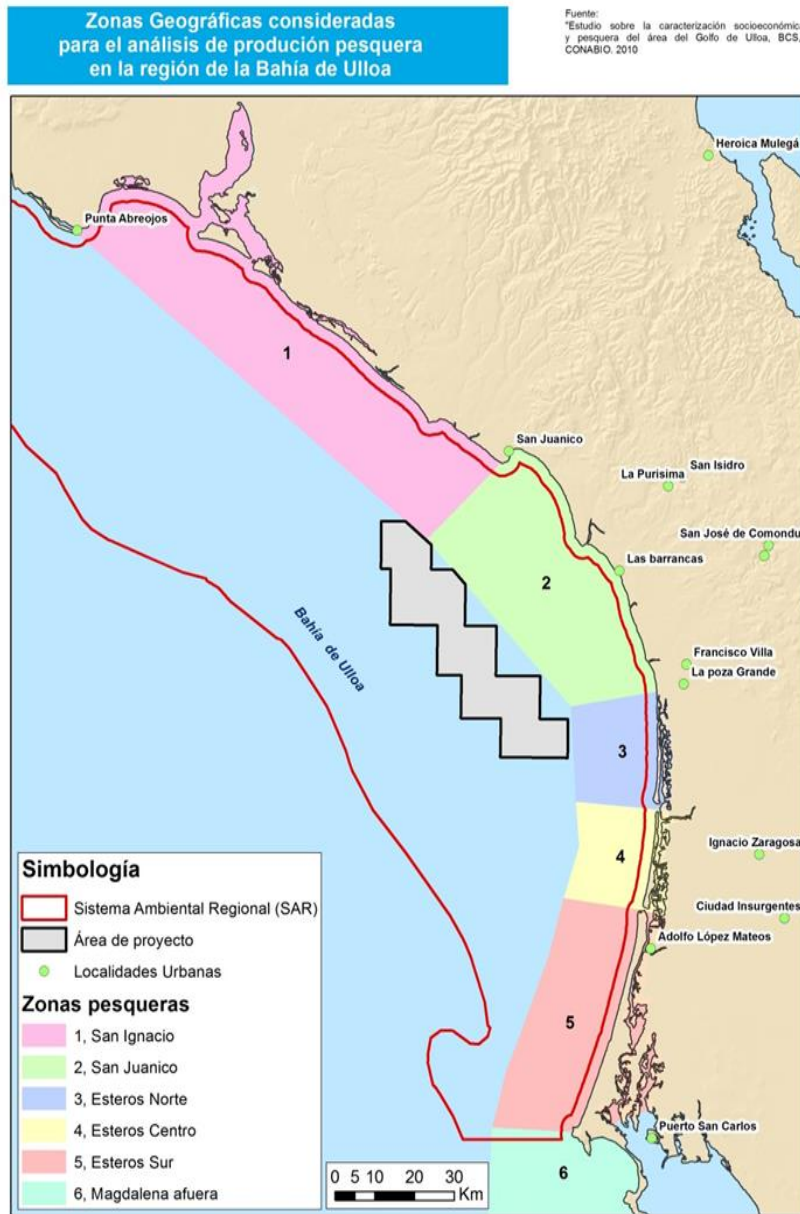 Zonas Geográficas consideradas
para el análisis de produción pesquera
en la región de la Bahía de Ulloa
Fuente:
"Estudio sobre la caracterización socioeconómic
y pesquera del área del Golfo de Ulloa, BCS,
CONABIO. 2010
Heroica Mulegá
Punta Abreojos
1
San Juanico
La Purisima
San Isidro
San José de Comondu
Las barrancas
2
Bahía de Ulloa
Francisco Villa
La poza Grande
3
Ignacio Zaragosa
4
Ciudad Insurgentes
Adolfo López Mateos
5
Puerto San Carlos
6
Simbología
Sistema Ambiental Regional (SAR)
Área de proyecto
Localidades Urbanas
Zonas pesqueras
1, San Ignacio
2, San Juanico
3, Esteros Norte
4, Esteros Centro
5, Esteros Sur
6, Magdalena afuera
0 5 10 20 30
Km